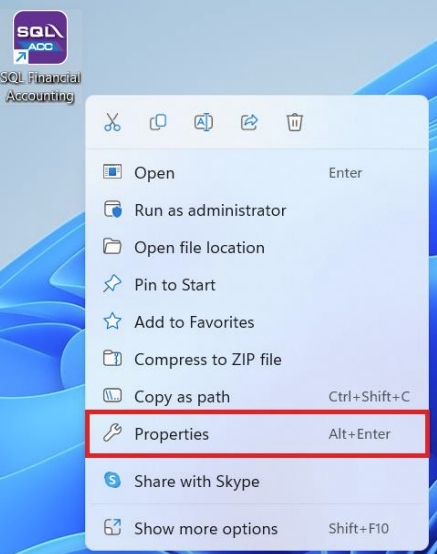 SQL
ACC
SQL Financial
Accounting
Open Enter
Run as administrator
Open file location
Pin to Start
Add to Favorites
Compress to ZIP file
Copy as path Ctrl+Shift+C
Properties Alt+Enter
Share with Skype
Show more options Shift+F10